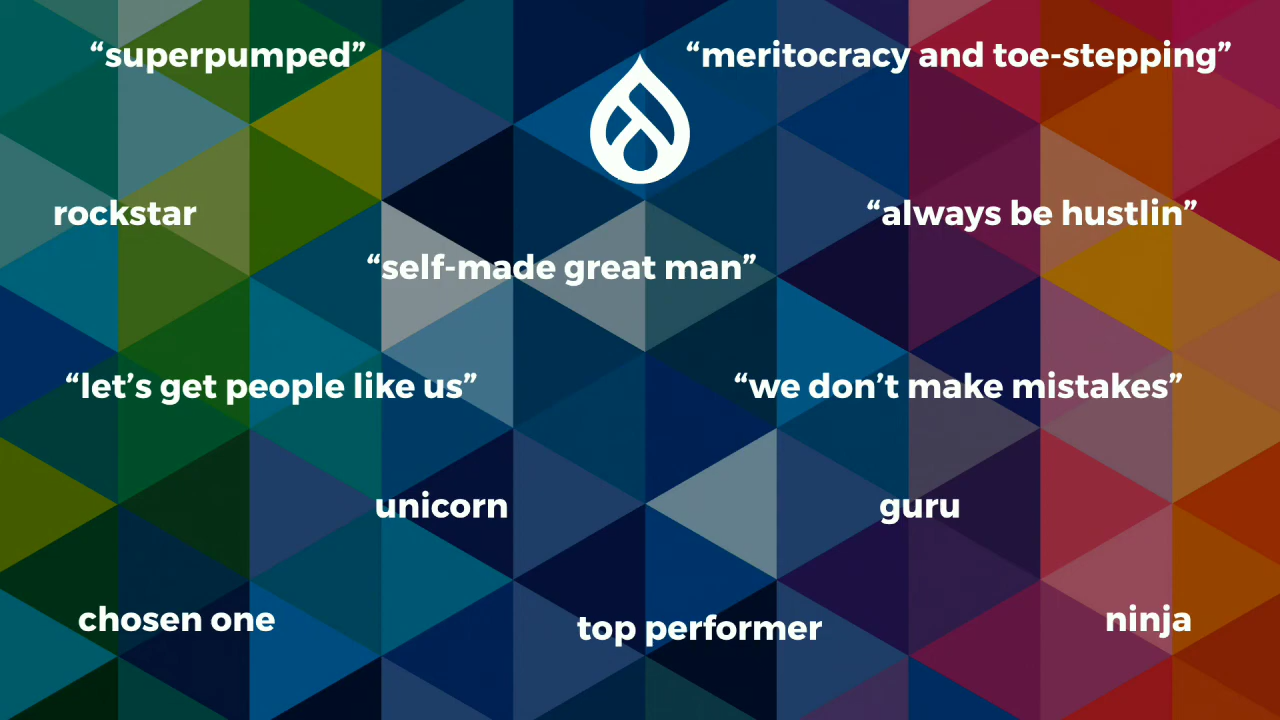 “superpumped”
“meritocracy and toe-stepping”
rockstar
“always be hustlin”
“self-made great man”
“let’s get people like us”
“we don’t make mistakes”
unicorn
guru
chosen one
top performer
ninja